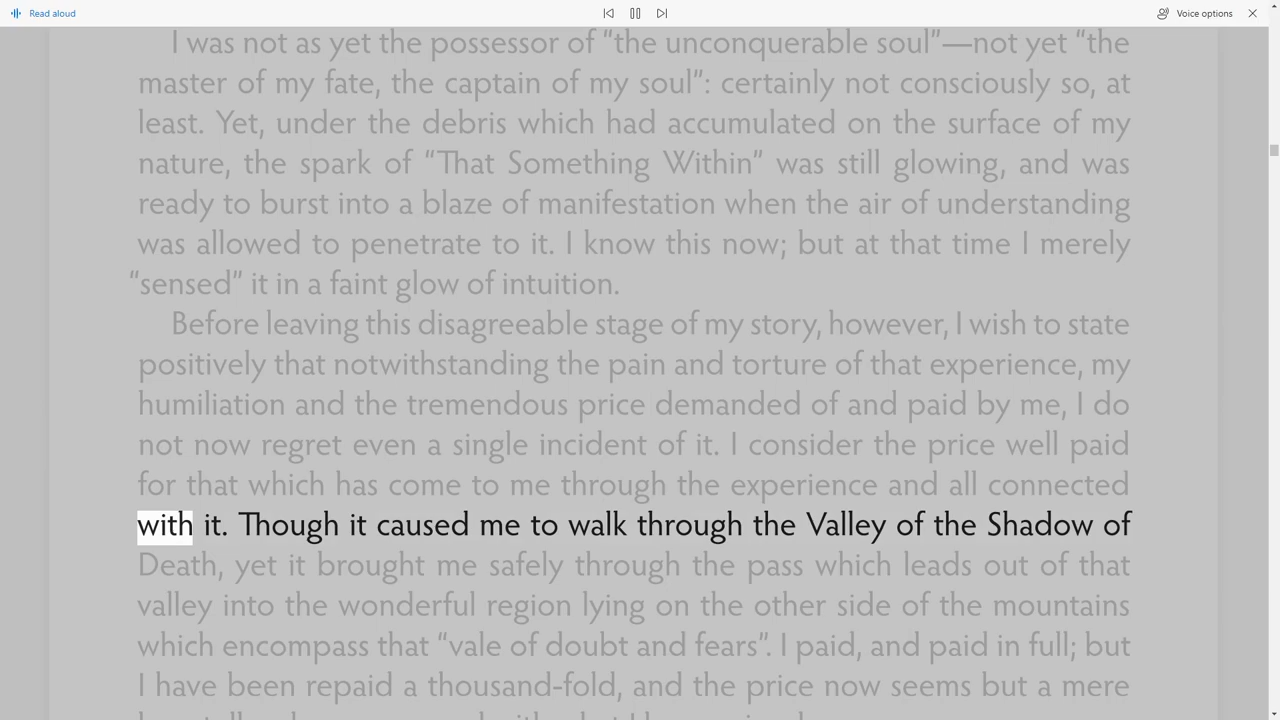 Read aloud
Voice options
I was not as yet the possessor of “the unconquerable soul”—not yet “the
master of my fate, the captain of my soul”: certainly not consciously so, at
least. Yet, under the debris which had accumulated on the surface of my
nature, the spark of “That Something Within” was still glowing, and was
ready to burst into a blaze of manifestation when the air of understanding
was allowed to penetrate to it. I know this now; but at that time I merely
“sensed” it in a faint glow of intuition.
Before leaving this disagreeable stage of my story, however, I wish to state
positively that notwithstanding the pain and torture of that experience, my
humiliation and the tremendous price demanded of and paid by me, I do
not now regret even a single incident of it. I consider the price well paid
for that which has come to me through the experience and all connected
with it. Though it caused me to walk through the Valley of the Shadow of
Death, yet it brought me safely through the pass which leads out of that
valley into the wonderful region lying on the other side of the mountains
which encompass that “vale of doubt and fears”. I paid, and paid in full; but
I have been repaid a thousand-fold, and the price now seems but a mere